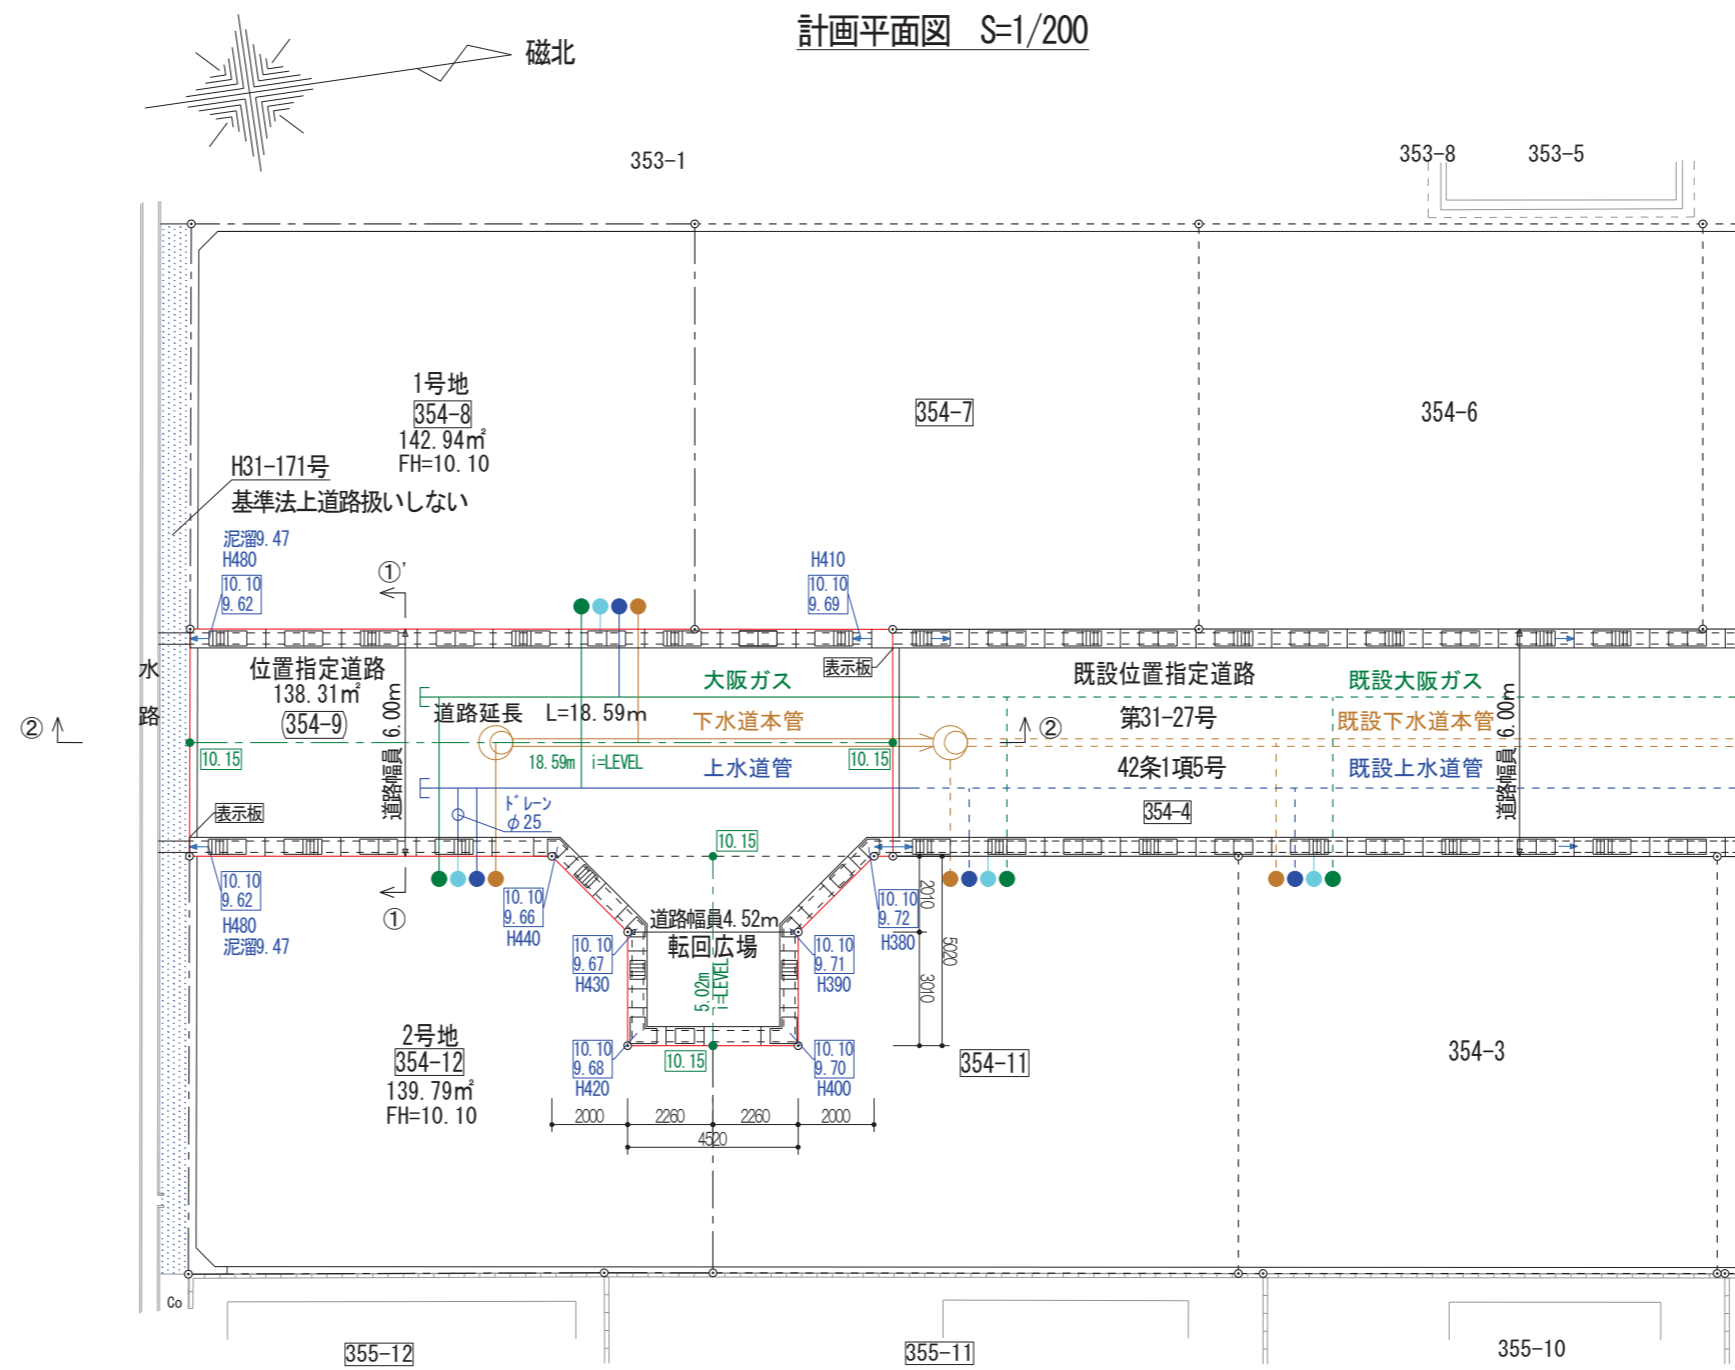 計画平面図 S=1/200
磁北
353-1
353-8
353-5
1号地
354-8
142.94㎡
FH=10.10
354-7
354-6
H31-171号
基準法上道路扱いしない
泥溜9.47
H480
10.10
9.62
①'
H410
10.10
9.69
水
路
位置指定道路
138.31㎡
(354-9)
道路幅員 6.00m
道路延長 L=18.59m
大阪ガス
下水道本管
上水道管
18.59m i=LEVEL
10.15
10.15
表示板
既設位置指定道路
第31-27号
42条1項5号
354-4
既設大阪ガス
既設下水道本管
既設上水道管
道路幅員 6.00m
②
②
表示板
ドレーン
φ25
10.10
9.62
H480
泥溜9.47
①
10.10
9.66
H440
10.15
10.10
9.72
H380
道路幅員4.52m
転回広場
10.10
9.67
H430
5.02m
i=LEVEL
10.10
9.71
H390
2010
3010
5020
2号地
354-12
139.79㎡
FH=10.10
10.10
9.68
H420
10.15
10.10
9.70
H400
354-11
354-3
2000
2260
2260
2000
4520
Co
355-12
355-11
355-10